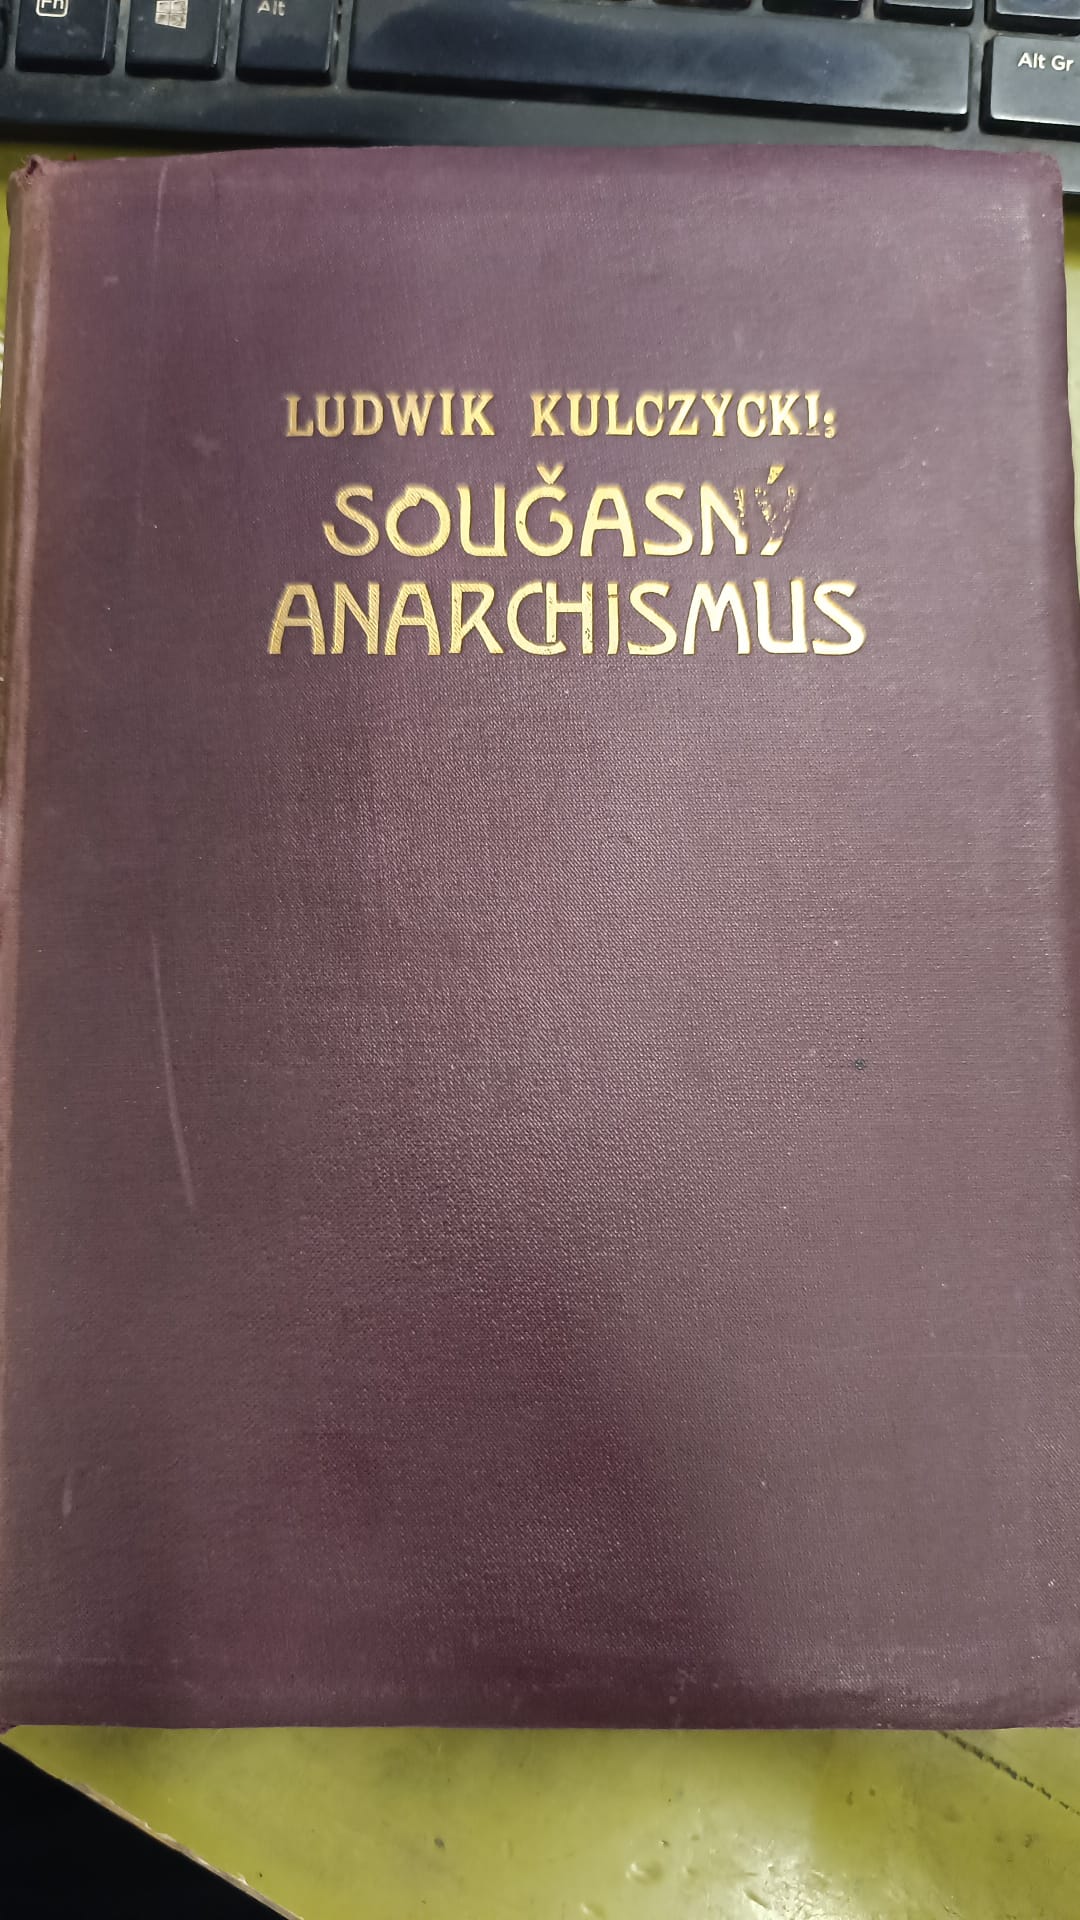 Fn Alt
Alt Gr
LUDWIK KULCZYCKI:
SOUČASNÝ
ANARCHISMUS